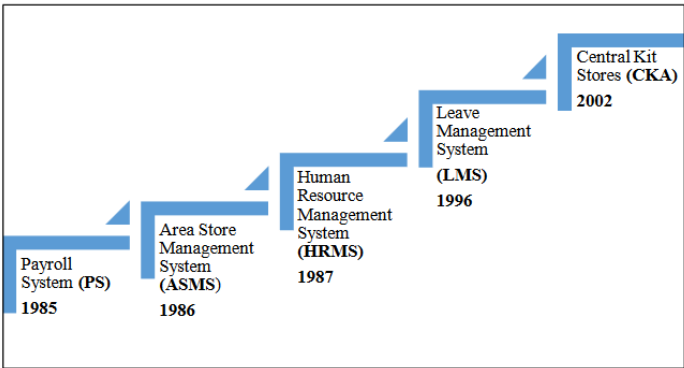 Payroll
System (PS)
1985
Area Store
Management
System
(ASMS)
1986
Human
Resource
Management
System
(HRMS)
1987
Leave
Management
System
(LMS)
1996
Central Kit
Stores (CKA)
2002